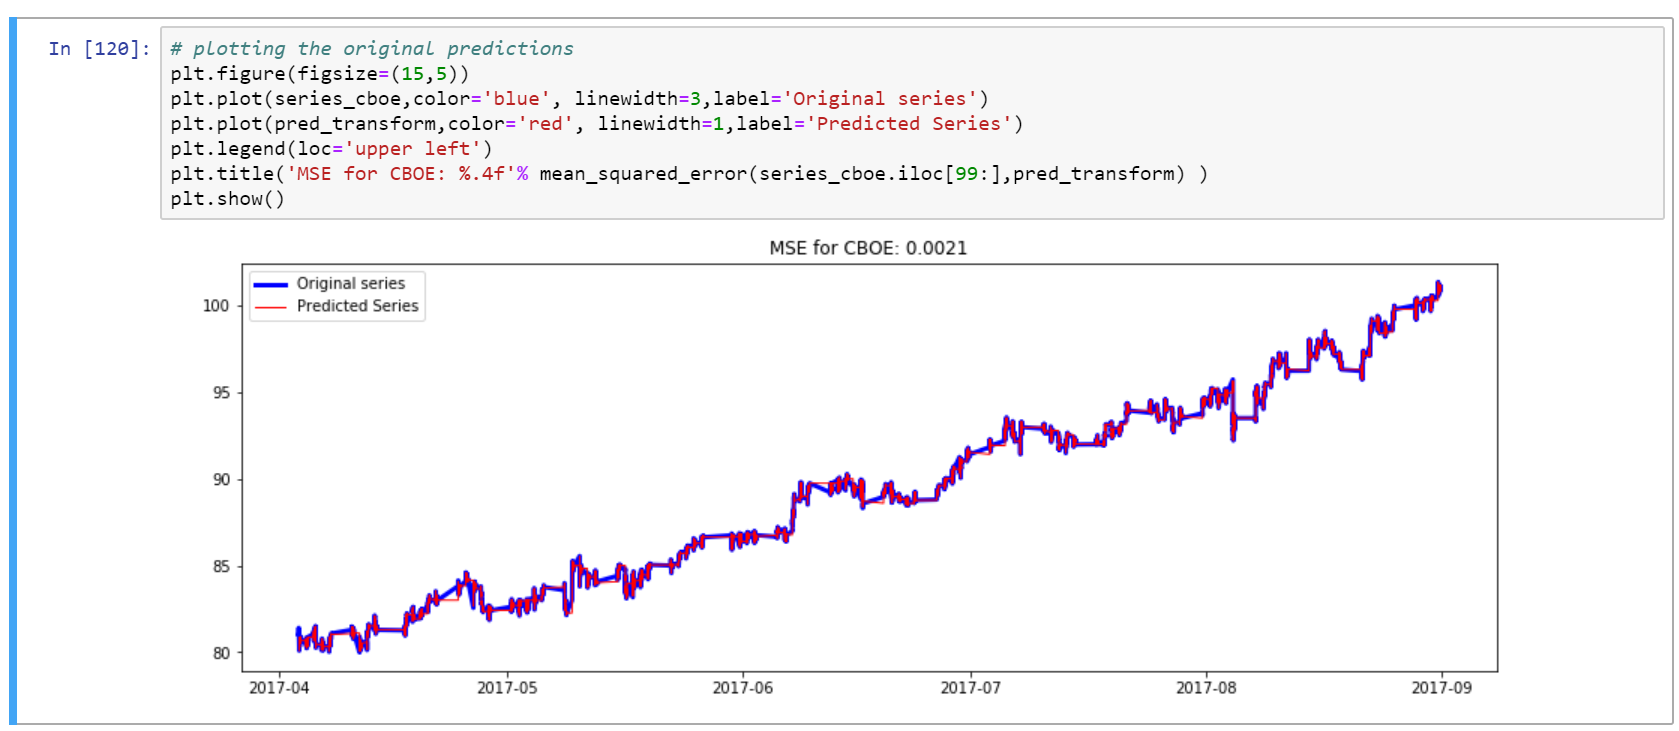 In [120]: # plotting the original predictions
plt.figure(figsize=(15,5))
plt.plot(series_cboe,color='blue', linewidth=3,label='Original series')
plt.plot(pred_transform,color='red', linewidth=1,label='Predicted Series')
plt.legend(loc='upper left')
plt.title('MSE for CBOE: %.4f'% mean_squared_error(series_cboe.iloc[99:],pred_transform) )
plt.show()
MSE for CBOE: 0.0021
Original series
Predicted Series
100
95
90
85
80
2017-04 2017-05 2017-06 2017-07 2017-08 2017-09